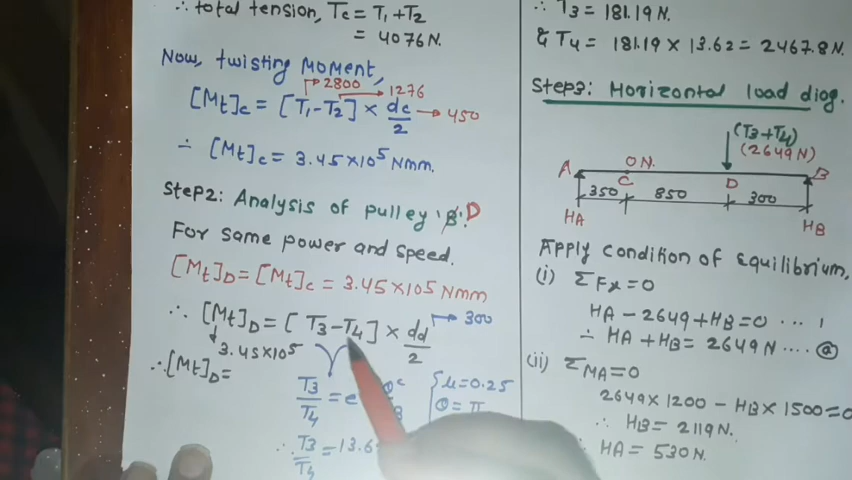 ∴ total tension, Tc = T1 + T2
= 4076 N.
Now, twisting Moment,
→2800 →1276
[Mt]c = [T1-T2] × dc/2 → 450
∴ [Mt]c = 3.45×10⁵ Nmm.
Step2: Analysis of pulley 'B'. D
For same power and speed.
[Mt]D = [Mt]c = 3.45×105 Nmm
∴ [Mt]D = [T3-T4] × dd/2 → 300
3.45×10⁵
∴ [Mt]D =
T3/T4 = e
{μ=0.25
θ = π
∴ T3/T4 = 13.6
∴ T3 = 181.19 N.
& T4 = 181.19 × 13.62 = 2467.8 N.
Step3: Horizontal load diag.
(T3+T4)
(2649 N)
A ON. B
C D
350 850 300
HA HB
Apply condition of equilibrium,
(i) ΣFx=0
HA - 2649 + HB = 0 ... 1
∴ HA + HB = 2649 N .... ⓐ
(ii) ΣMA=0
2649×1200 - HB × 1500=0
∴ HB = 2119 N.
∴ HA = 530 N.